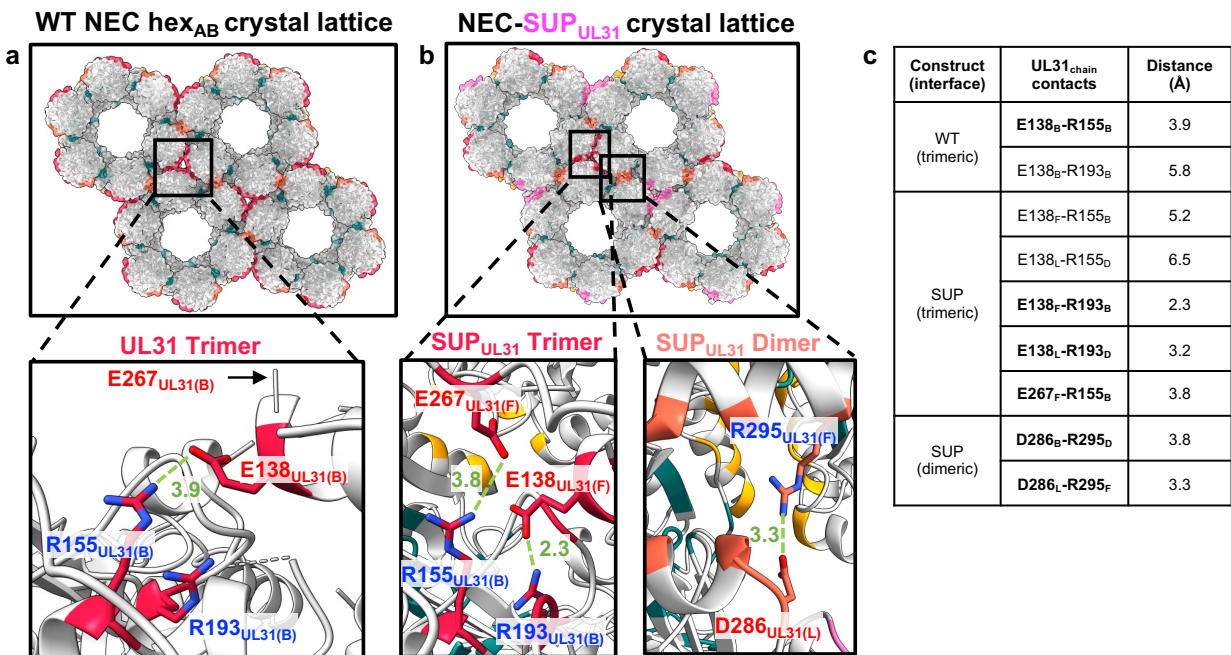 WT NEC hexAB crystal lattice
NEC-SUPUL31 crystal lattice
a
b
c
UL31 Trimer
E267UL31(B)
E138UL31(B)
3.9
R155UL31(B)
R193UL31(B)
SUPUL31 Trimer
E267UL31(F)
3.8
E138UL31(F)
2.3
R155UL31(B)
R193UL31(B)
SUPUL31 Dimer
R295UL31(F)
3.3
D286UL31(L)
Construct (interface) UL31chain contacts Distance (Å)
WT (trimeric) E138B-R155B 3.9
E138B-R193B 5.8
SUP (trimeric) E138F-R155B 5.2
E138L-R155D 6.5
E138F-R193B 2.3
E138L-R193D 3.2
E267F-R155B 3.8
SUP (dimeric) D286B-R295D 3.8
D286L-R295F 3.3